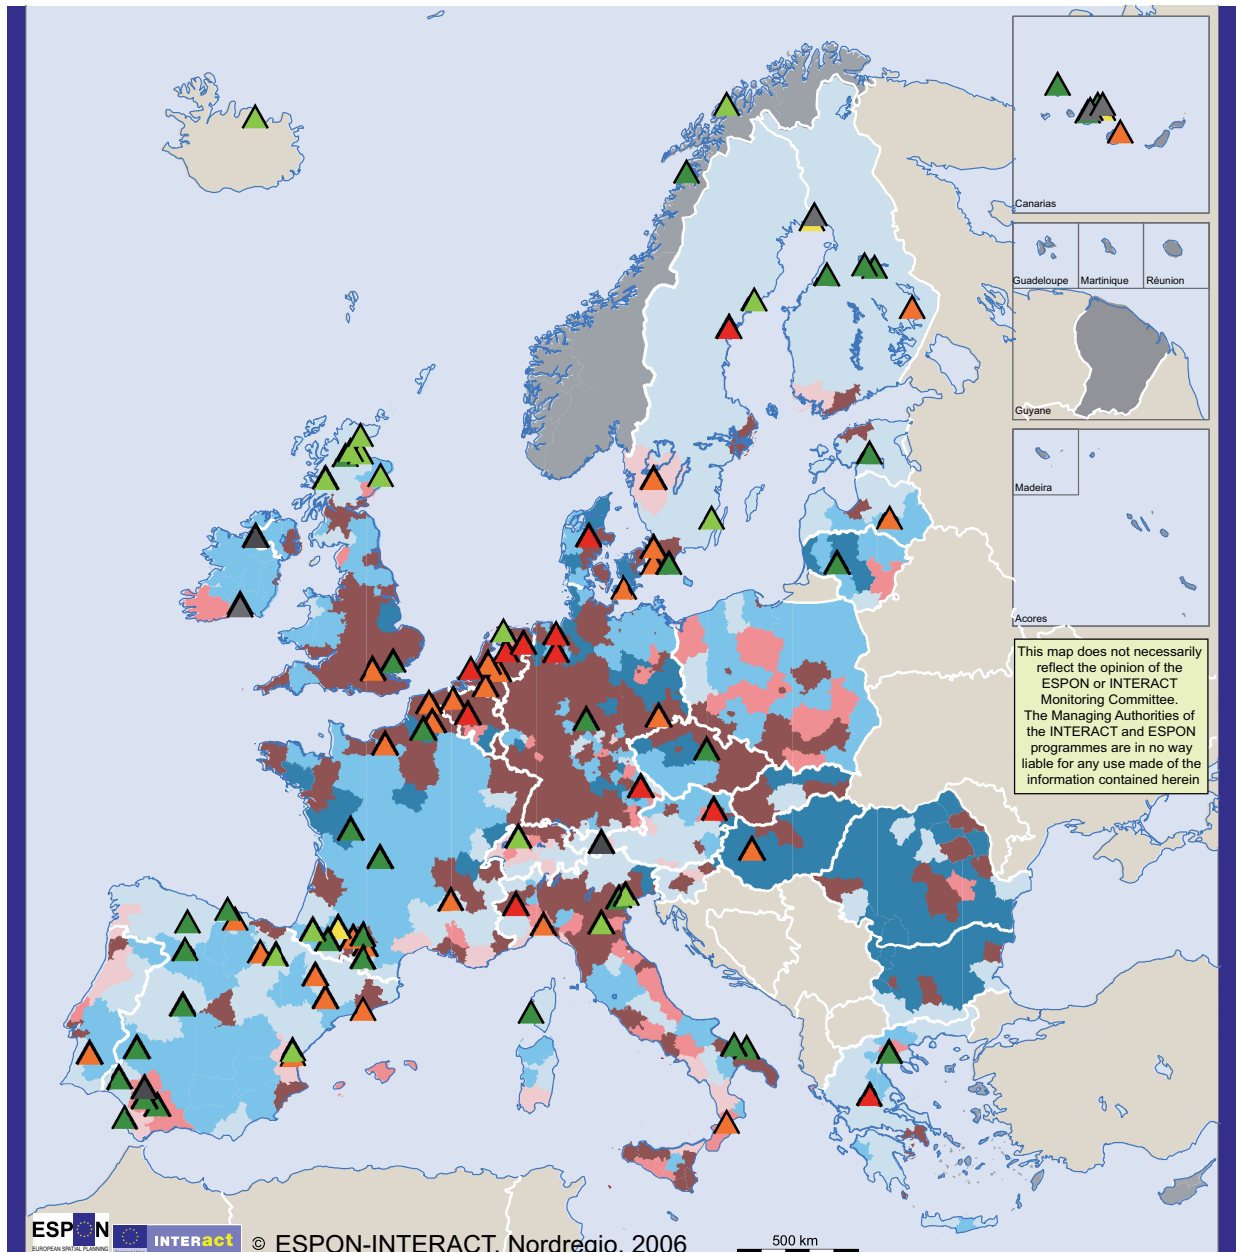 Canarias
Guadeloupe
Martinique
Réunion
Guyane
Madeira
Acores
This map does not necessarily
reflect the opinion of the
ESPON or INTERACT
Monitoring Committee.
The Managing Authorities of
the INTERACT and ESPON
programmes are in no way
liable for any use made of the
information contained herein
ESPON
EUROPEAN SPATIAL PLANNING
INTERact
© ESPON-INTERACT, Nordregio, 2006
500 km